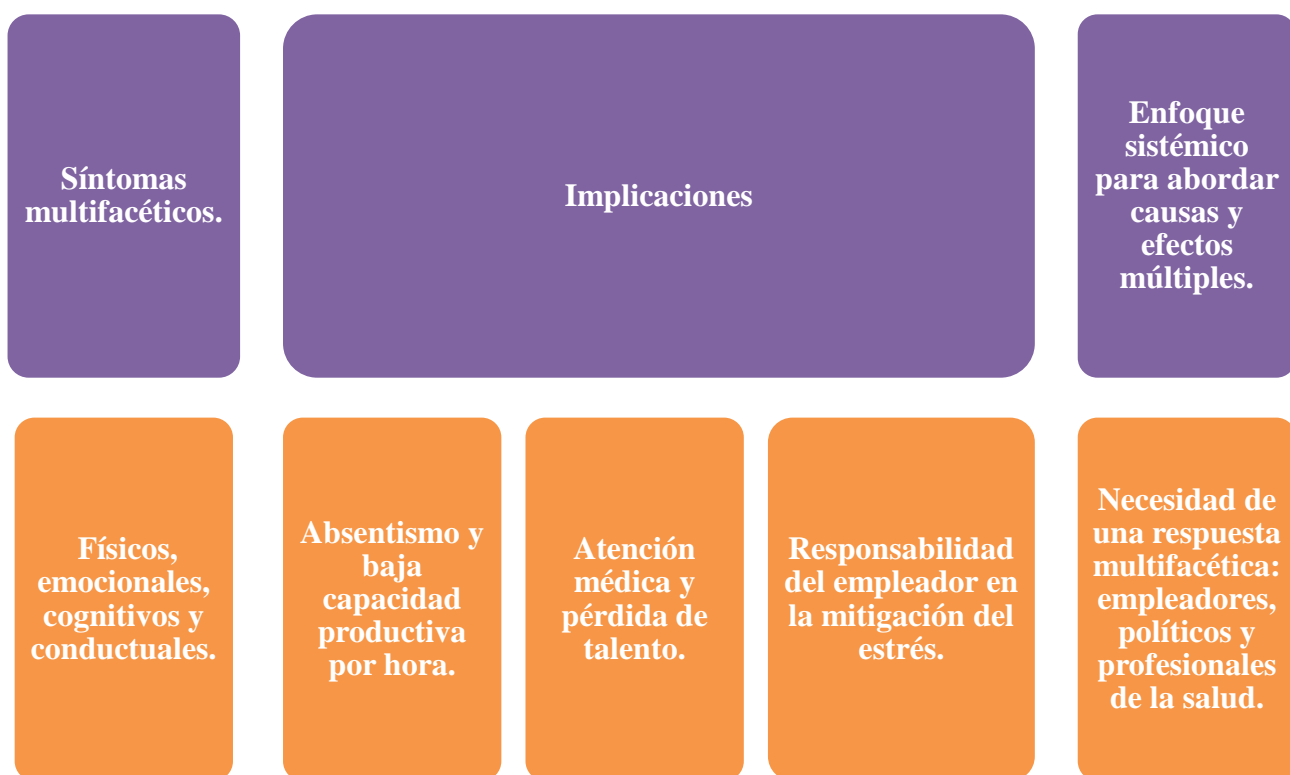 Síntomas
multifacéticos.
Implicaciones
Enfoque
sistémico
para abordar
causas y
efectos
múltiples.
Físicos,
emocionales,
cognitivos y
conductuales.
Absentismo y
baja
capacidad
productiva
por hora.
Atención
médica y
pérdida de
talento.
Responsabilidad
del empleador en
la mitigación del
estrés.
Necesidad de
una respuesta
multifacética:
empleadores,
políticos y
profesionales
de la salud.